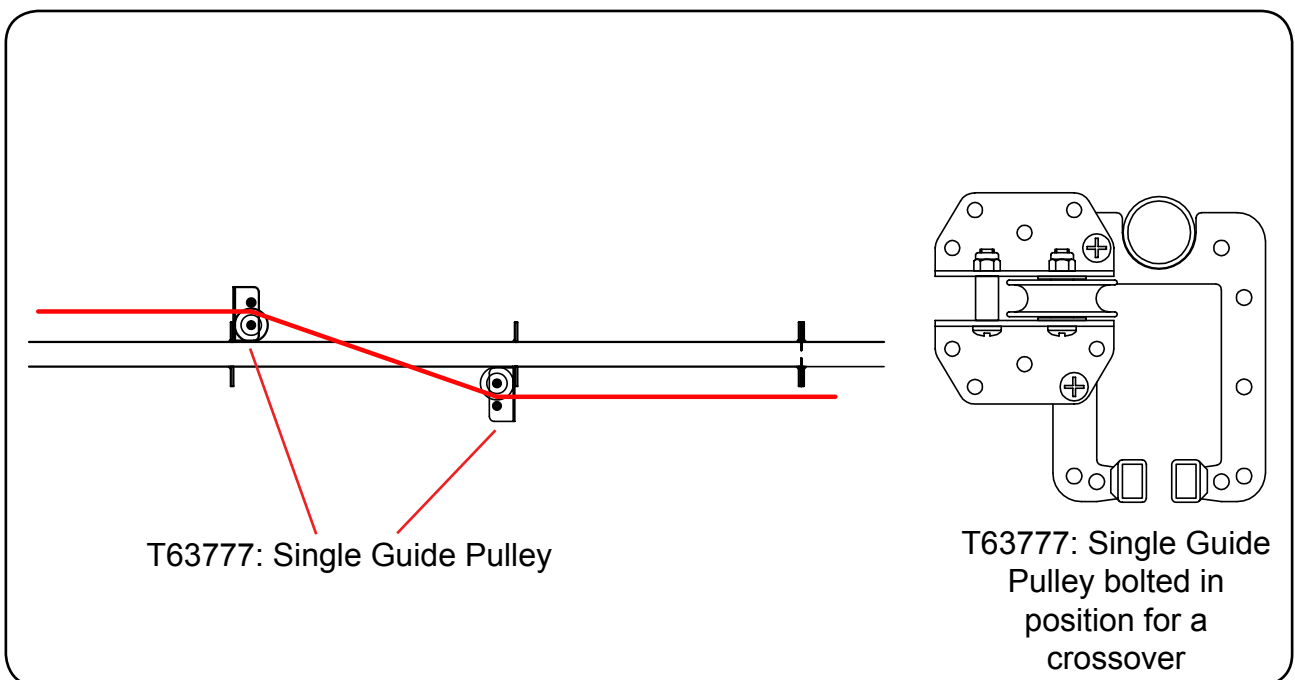 T63777: Single Guide Pulley
T63777: Single Guide
Pulley bolted in
position for a
crossover